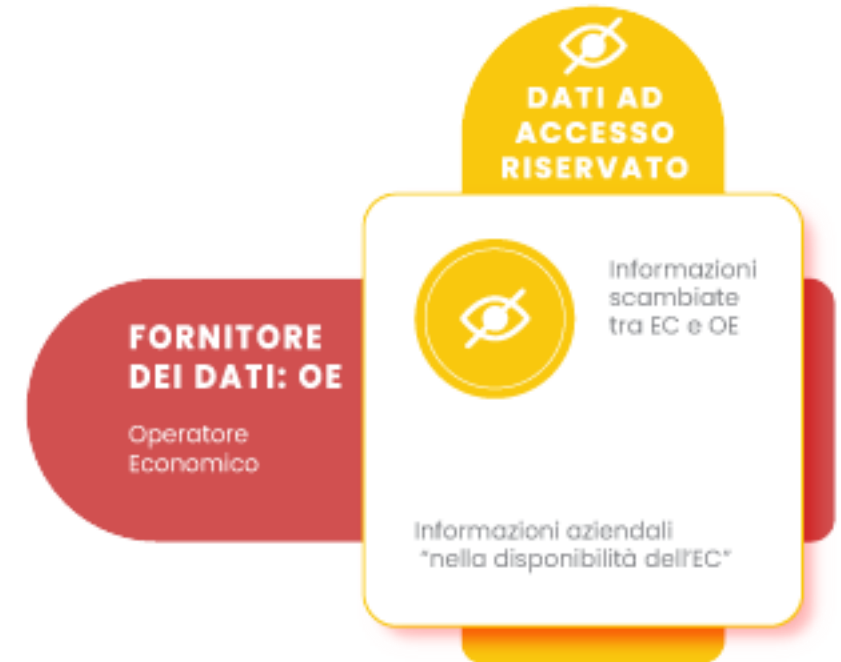 DATI AD
ACCESSO
RISERVATO
Informazioni
scambiate
tra EC e OE
FORNITORE
DEI DATI: OE
Operatore
Economico
Informazioni aziendali
“nella disponibilità dell'EC”